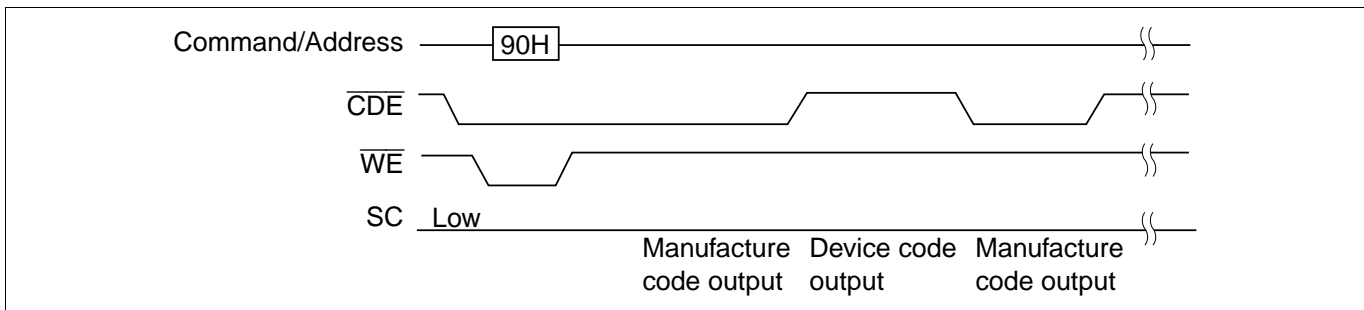 Command/Address 90H
CDE
WE
SC Low
Manufacture code output Device code output Manufacture code output